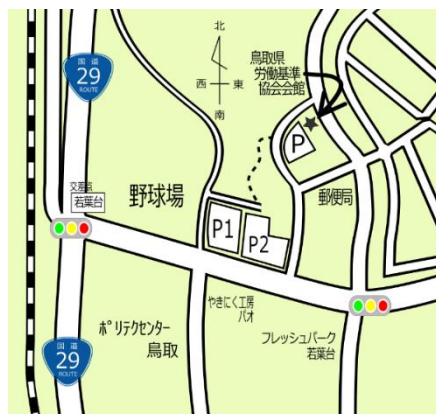 北
西 東
南
国道
29
ROUTE
鳥取県
労働基準
協会会館
P
交差点
若葉台
野球場
郵便局
P1
P2
やきにく工房
パオ
ポリテクセンター
鳥取
フレッシュパーク
若葉台
国道
29
ROUTE